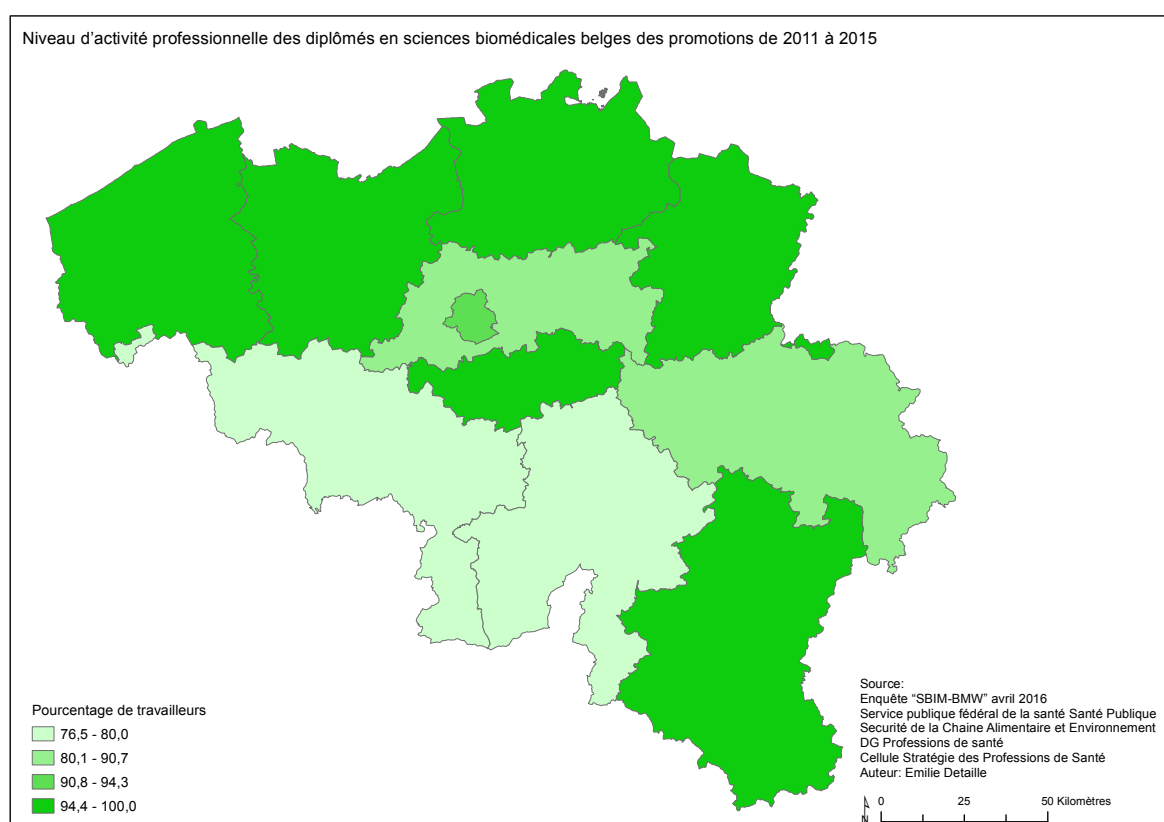 Niveau d’activité professionnelle des diplômés en sciences biomédicales belges des promotions de 2011 à 2015
Pourcentage de travailleurs
76,5 - 80,0
80,1 - 90,7
90,8 - 94,3
94,4 - 100,0
Source:
Enquête “SBIM-BMW” avril 2016
Service publique fédéral de la santé Santé Publique
Securité de la Chaine Alimentaire et Environnement
DG Professions de santé
Cellule Stratégie des Professions de Santé
Auteur: Emilie Detaille
N
0 25 50 Kilomètres